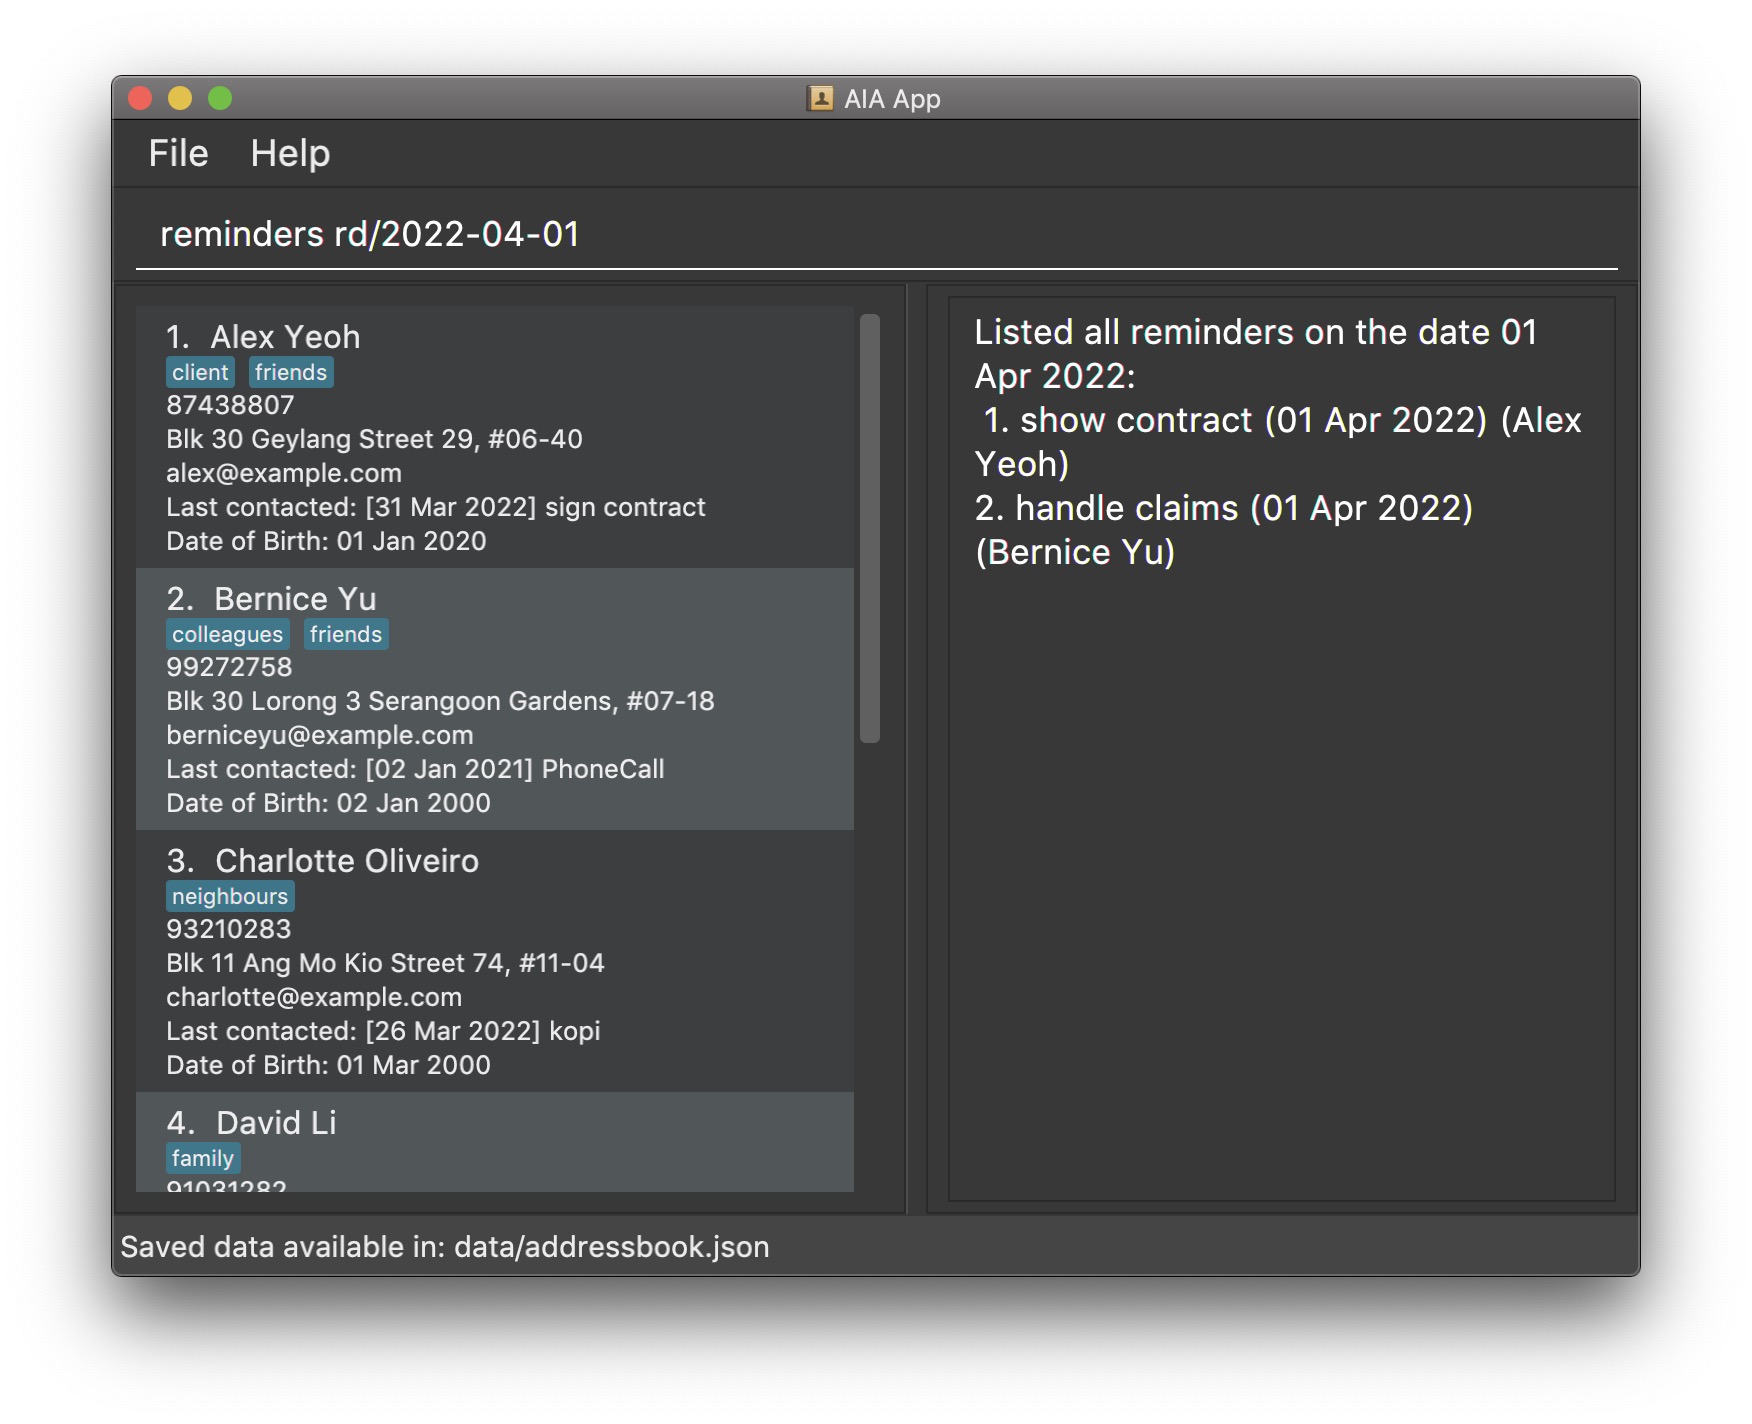 AIA App
File Help
reminders rd/2022-04-01
1. Alex Yeoh
client friends
87438807
Blk 30 Geylang Street 29, #06-40
alex@example.com
Last contacted: [31 Mar 2022] sign contract
Date of Birth: 01 Jan 2020
2. Bernice Yu
colleagues friends
99272758
Blk 30 Lorong 3 Serangoon Gardens, #07-18
berniceyu@example.com
Last contacted: [02 Jan 2021] PhoneCall
Date of Birth: 02 Jan 2000
3. Charlotte Oliveiro
neighbours
93210283
Blk 11 Ang Mo Kio Street 74, #11-04
charlotte@example.com
Last contacted: [26 Mar 2022] kopi
Date of Birth: 01 Mar 2000
4. David Li
family
91031282
Listed all reminders on the date 01
Apr 2022:
1. show contract (01 Apr 2022) (Alex
Yeoh)
2. handle claims (01 Apr 2022)
(Bernice Yu)
Saved data available in: data/addressbook.json